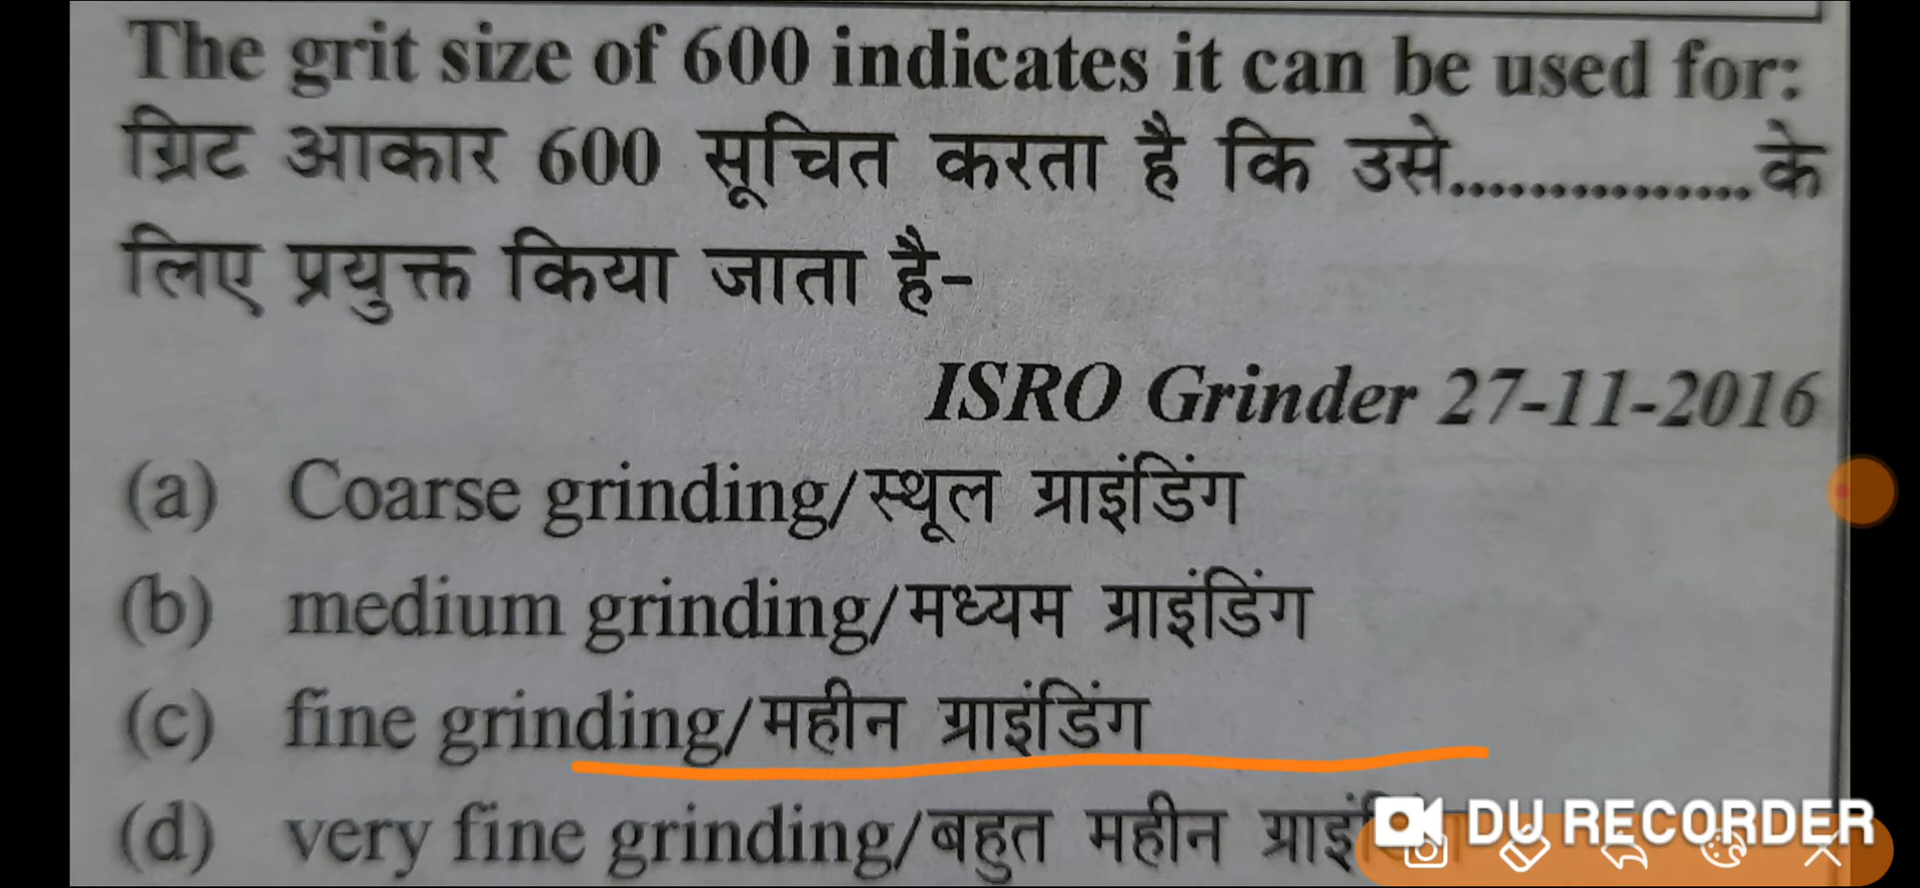 The grit size of 600 indicates it can be used for:
ग्रिट आकार 600 सूचित करता है कि उसे...............के
लिए प्रयुक्त किया जाता है-
ISRO Grinder 27-11-2016
(a) Coarse grinding/स्थूल ग्राइंडिंग
(b) medium grinding/मध्यम ग्राइंडिंग
(c) fine grinding/महीन ग्राइंडिंग
(d) very fine grinding/बहुत महीन
DU RECORDER